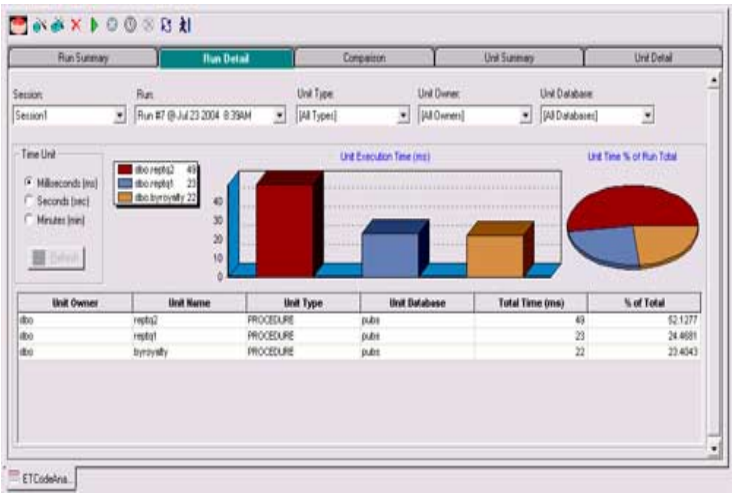 Run Summary Run Detail Comparison Unit Summary Unit Detail
Session: Run: Unit Type: Unit Owner: Unit Database:
Session1 Run #7 @ Jul 23 2004 8:39AM [All Types] [All Owners] [All Databases]
Time Unit
Milliseconds (ms)
Seconds (sec)
Minutes (min)
Refresh
dbo.reptq2 49
dbo.reptq1 23
dbo.byroyalty 22
Unit Execution Time (ms)
40
30
20
10
0
Unit Time % of Run Total
Unit Owner Unit Name Unit Type Unit Database Total Time (ms) % of Total
dbo reptq2 PROCEDURE pubs 49 52.1277
dbo reptq1 PROCEDURE pubs 23 24.4681
dbo byroyalty PROCEDURE pubs 22 23.4043
ETCodeAna...